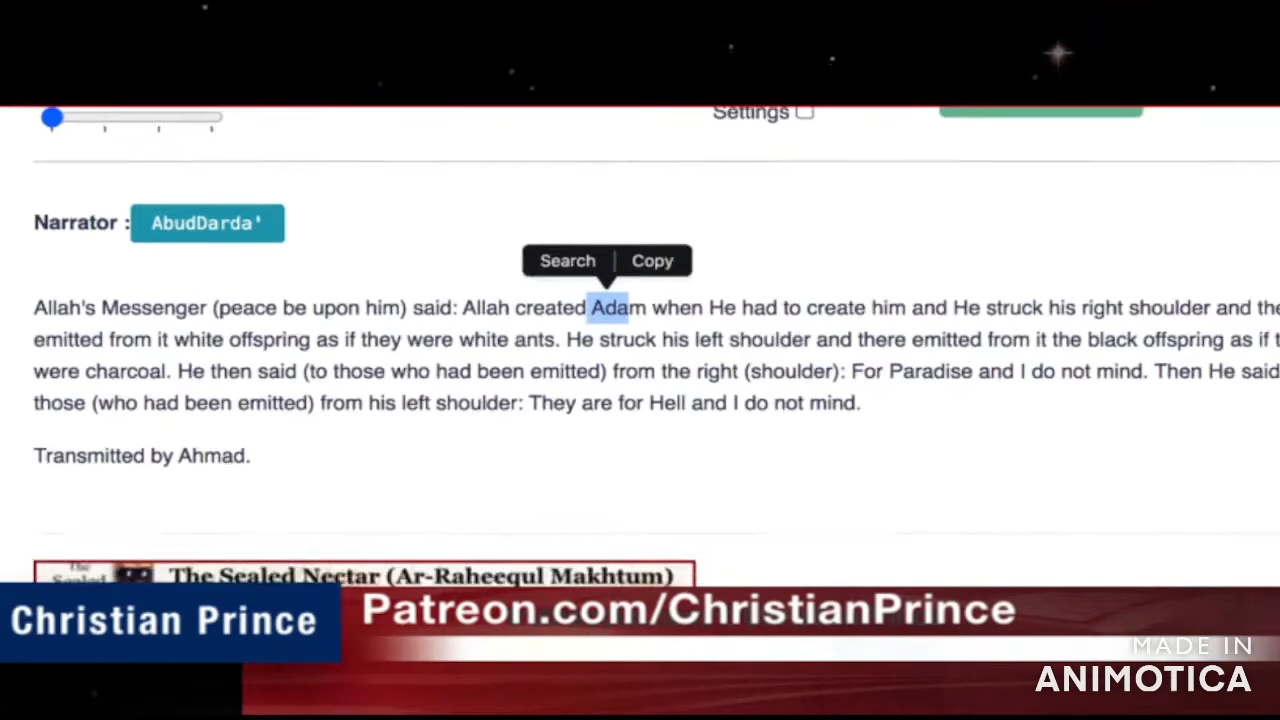 Settings
Narrator : AbudDarda'
Search Copy
Allah's Messenger (peace be upon him) said: Allah created Adam when He had to create him and He struck his right shoulder and
emitted from it white offspring as if they were white ants. He struck his left shoulder and there emitted from it the black offspring as if
were charcoal. He then said (to those who had been emitted) from the right (shoulder): For Paradise and I do not mind. Then He said
those (who had been emitted) from his left shoulder: They are for Hell and I do not mind.
Transmitted by Ahmad.
The Sealed
The Sealed Nectar (Ar-Raheequl Makhtum)
Christian Prince
Patreon.com/ChristianPrince
MADE IN
ANIMOTICA